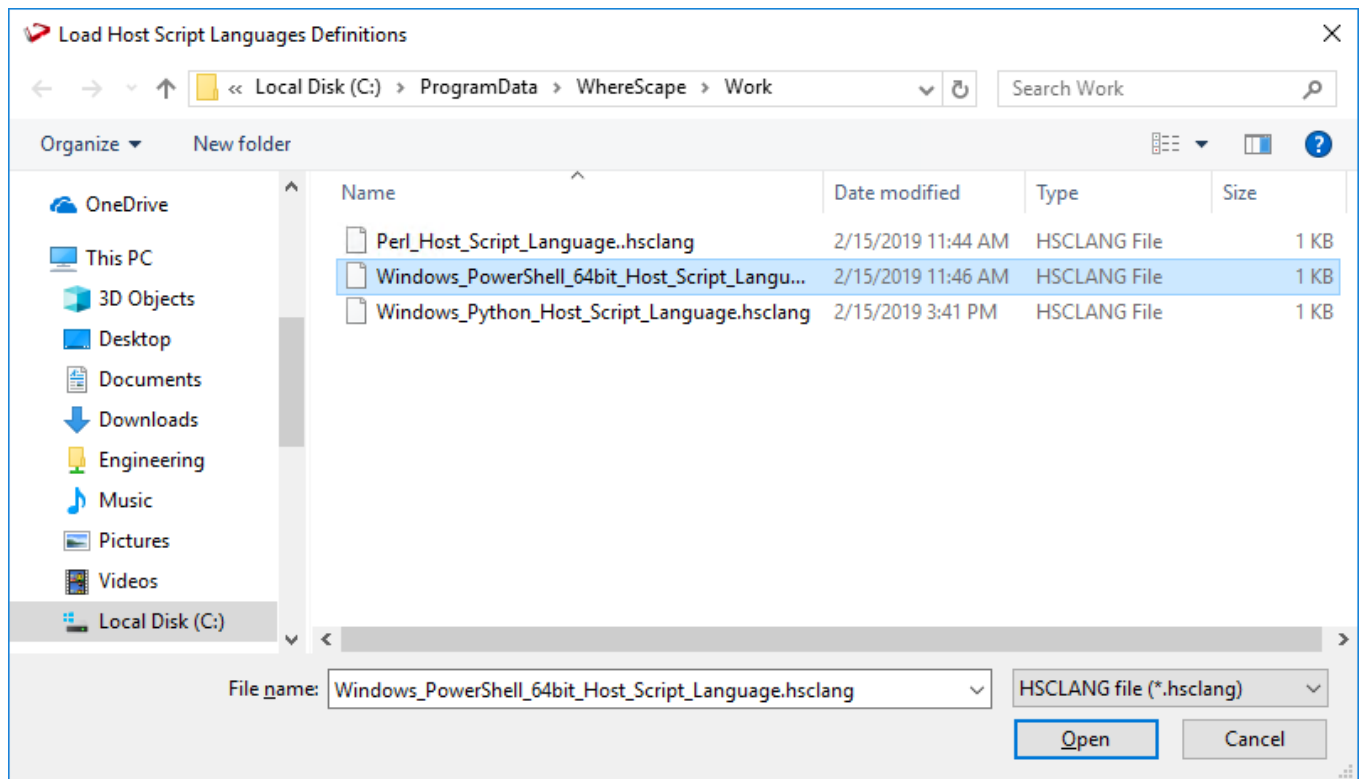 Load Host Script Languages Definitions
« Local Disk (C:) > ProgramData > WhereScape > Work
Search Work
Organize New folder
?
Name Date modified Type Size
OneDrive
This PC
3D Objects
Desktop
Documents
Downloads
Engineering
Music
Pictures
Videos
Local Disk (C:)
Perl_Host_Script_Language..hsclang 2/15/2019 11:44 AM HSCLANG File 1 KB
Windows_PowerShell_64bit_Host_Script_Langu... 2/15/2019 11:46 AM HSCLANG File 1 KB
Windows_Python_Host_Script_Language.hsclang 2/15/2019 3:41 PM HSCLANG File 1 KB
File name: Windows_PowerShell_64bit_Host_Script_Language.hsclang HSCLANG file (*.hsclang)
Open Cancel